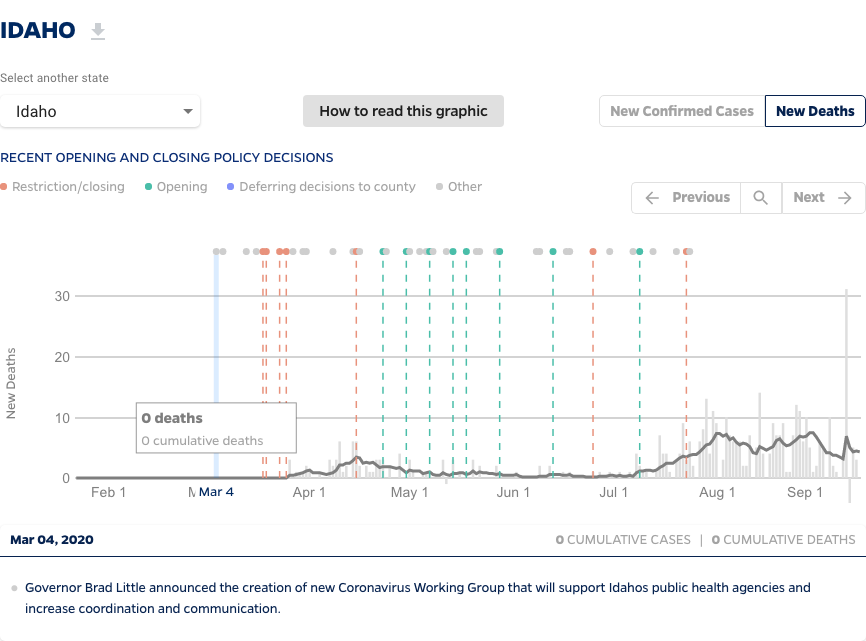 IDAHO
Select another state
Idaho
How to read this graphic
New Confirmed Cases
New Deaths
RECENT OPENING AND CLOSING POLICY DECISIONS
Restriction/closing
Opening
Deferring decisions to county
Other
Previous
Next
New Deaths
30
20
10
0
0 deaths
0 cumulative deaths
Feb 1
Mar 4
Apr 1
May 1
Jun 1
Jul 1
Aug 1
Sep 1
Mar 04, 2020
0 CUMULATIVE CASES | 0 CUMULATIVE DEATHS
Governor Brad Little announced the creation of new Coronavirus Working Group that will support Idahos public health agencies and
increase coordination and communication.